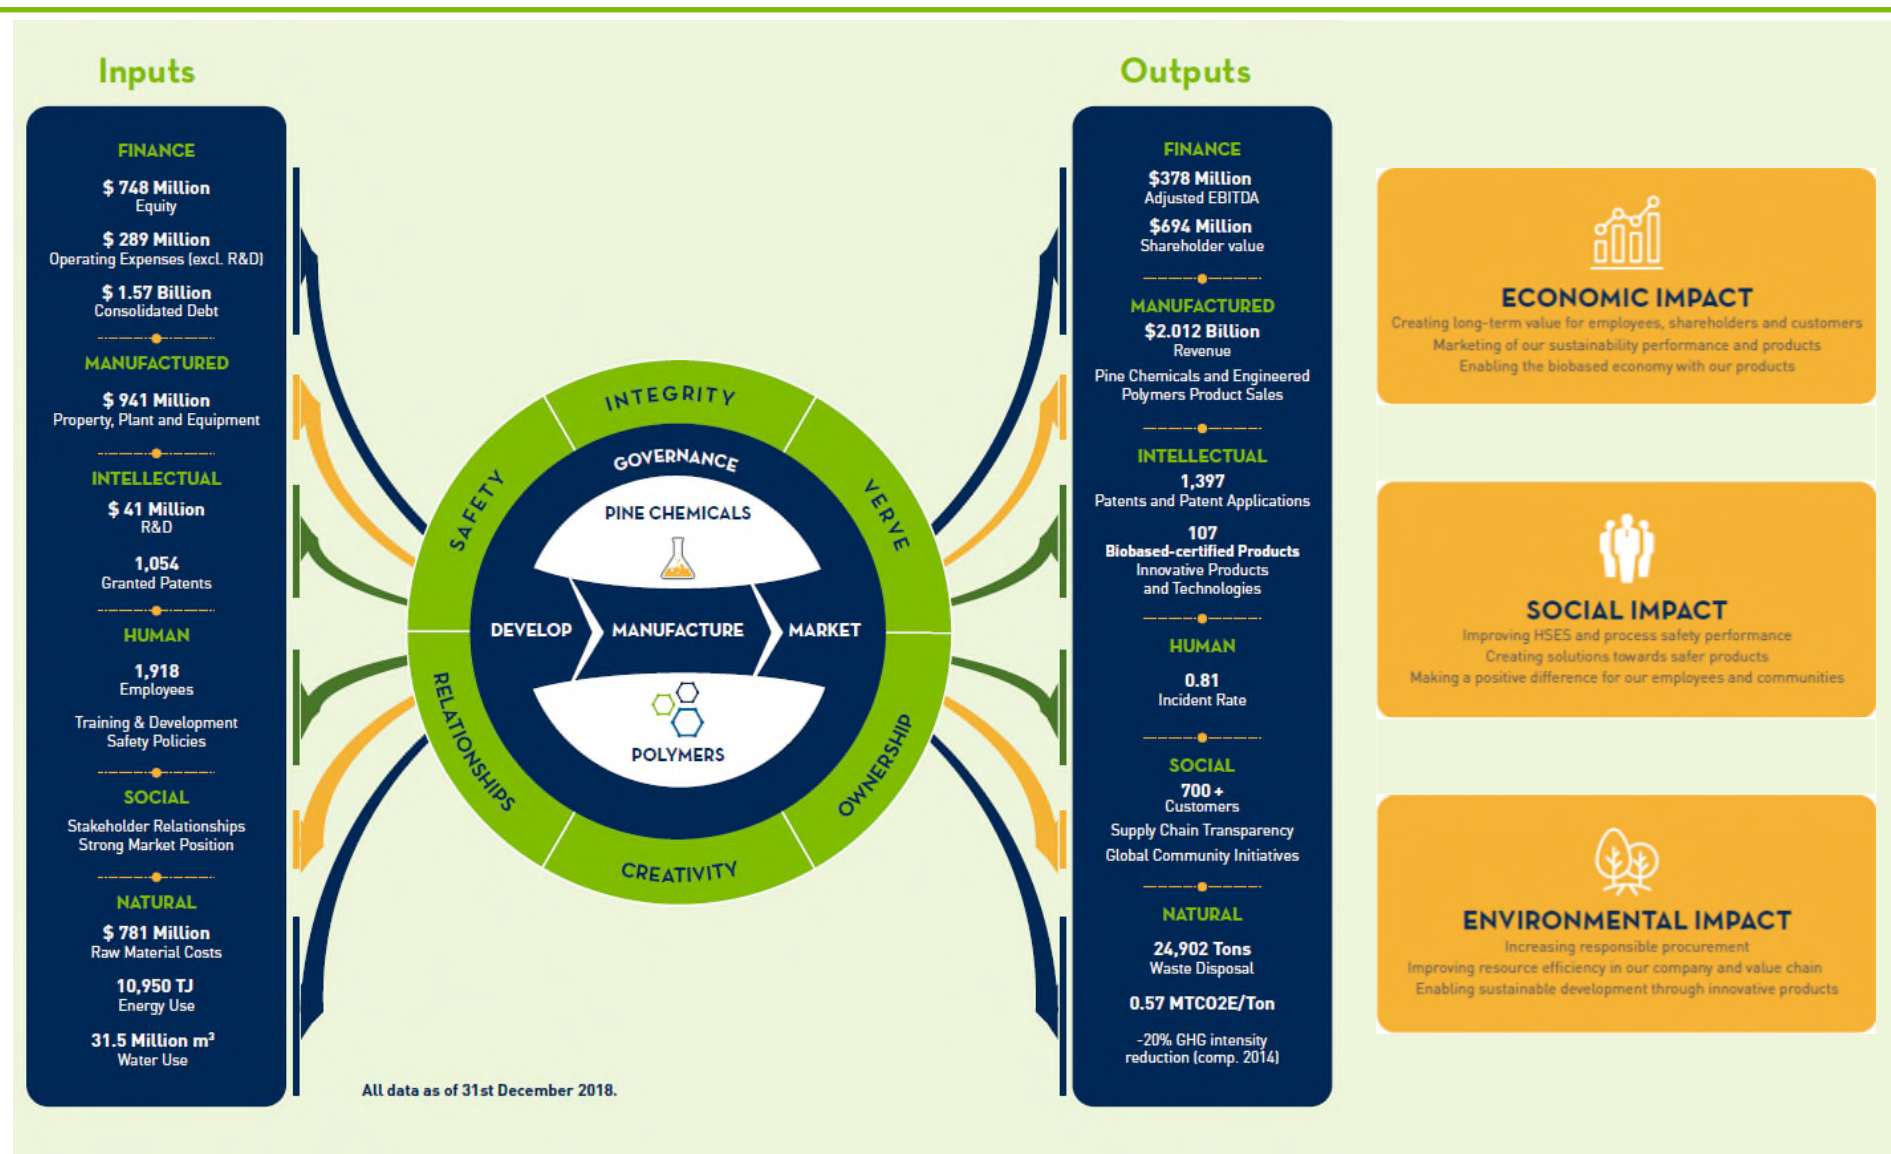 Inputs
FINANCE
$ 748 Million
Equity
$ 289 Million
Operating Expenses (excl. R&D)
$ 1.57 Billion
Consolidated Debt
MANUFACTURED
$ 941 Million
Property, Plant and Equipment
INTELLECTUAL
$ 41 Million
R&D
1,054
Granted Patents
HUMAN
1,918
Employees
Training & Development
Safety Policies
SOCIAL
Stakeholder Relationships
Strong Market Position
NATURAL
$ 781 Million
Raw Material Costs
10,950 TJ
Energy Use
31.5 Million m³
Water Use
INTEGRITY
SAFETY
VERVE
RELATIONSHIPS
OWNERSHIP
CREATIVITY
GOVERNANCE
PINE CHEMICALS
DEVELOP
MANUFACTURE
MARKET
POLYMERS
All data as of 31st December 2018.
Outputs
FINANCE
$378 Million
Adjusted EBITDA
$694 Million
Shareholder value
MANUFACTURED
$2.012 Billion
Revenue
Pine Chemicals and Engineered
Polymers Product Sales
INTELLECTUAL
1,397
Patents and Patent Applications
107
Biobased-certified Products
Innovative Products
and Technologies
HUMAN
0.81
Incident Rate
SOCIAL
700 +
Customers
Supply Chain Transparency
Global Community Initiatives
NATURAL
24,902 Tons
Waste Disposal
0.57 MTCO2E/Ton
-20% GHG intensity
reduction (comp. 2014)
ECONOMIC IMPACT
Creating long-term value for employees, shareholders and customers
Marketing of our sustainability performance and products
Enabling the biobased economy with our products
SOCIAL IMPACT
Improving HSES and process safety performance
Creating solutions towards safer products
Making a positive difference for our employees and communities
ENVIRONMENTAL IMPACT
Increasing responsible procurement
Improving resource efficiency in our company and value chain
Enabling sustainable development through innovative products